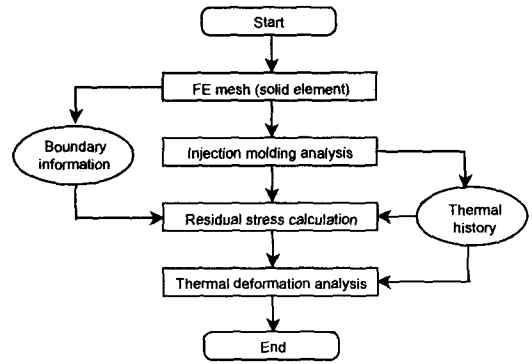 Start
FE mesh (solid element)
Boundary
information
Injection molding analysis
Residual stress calculation
Thermal
history
Thermal deformation analysis
End